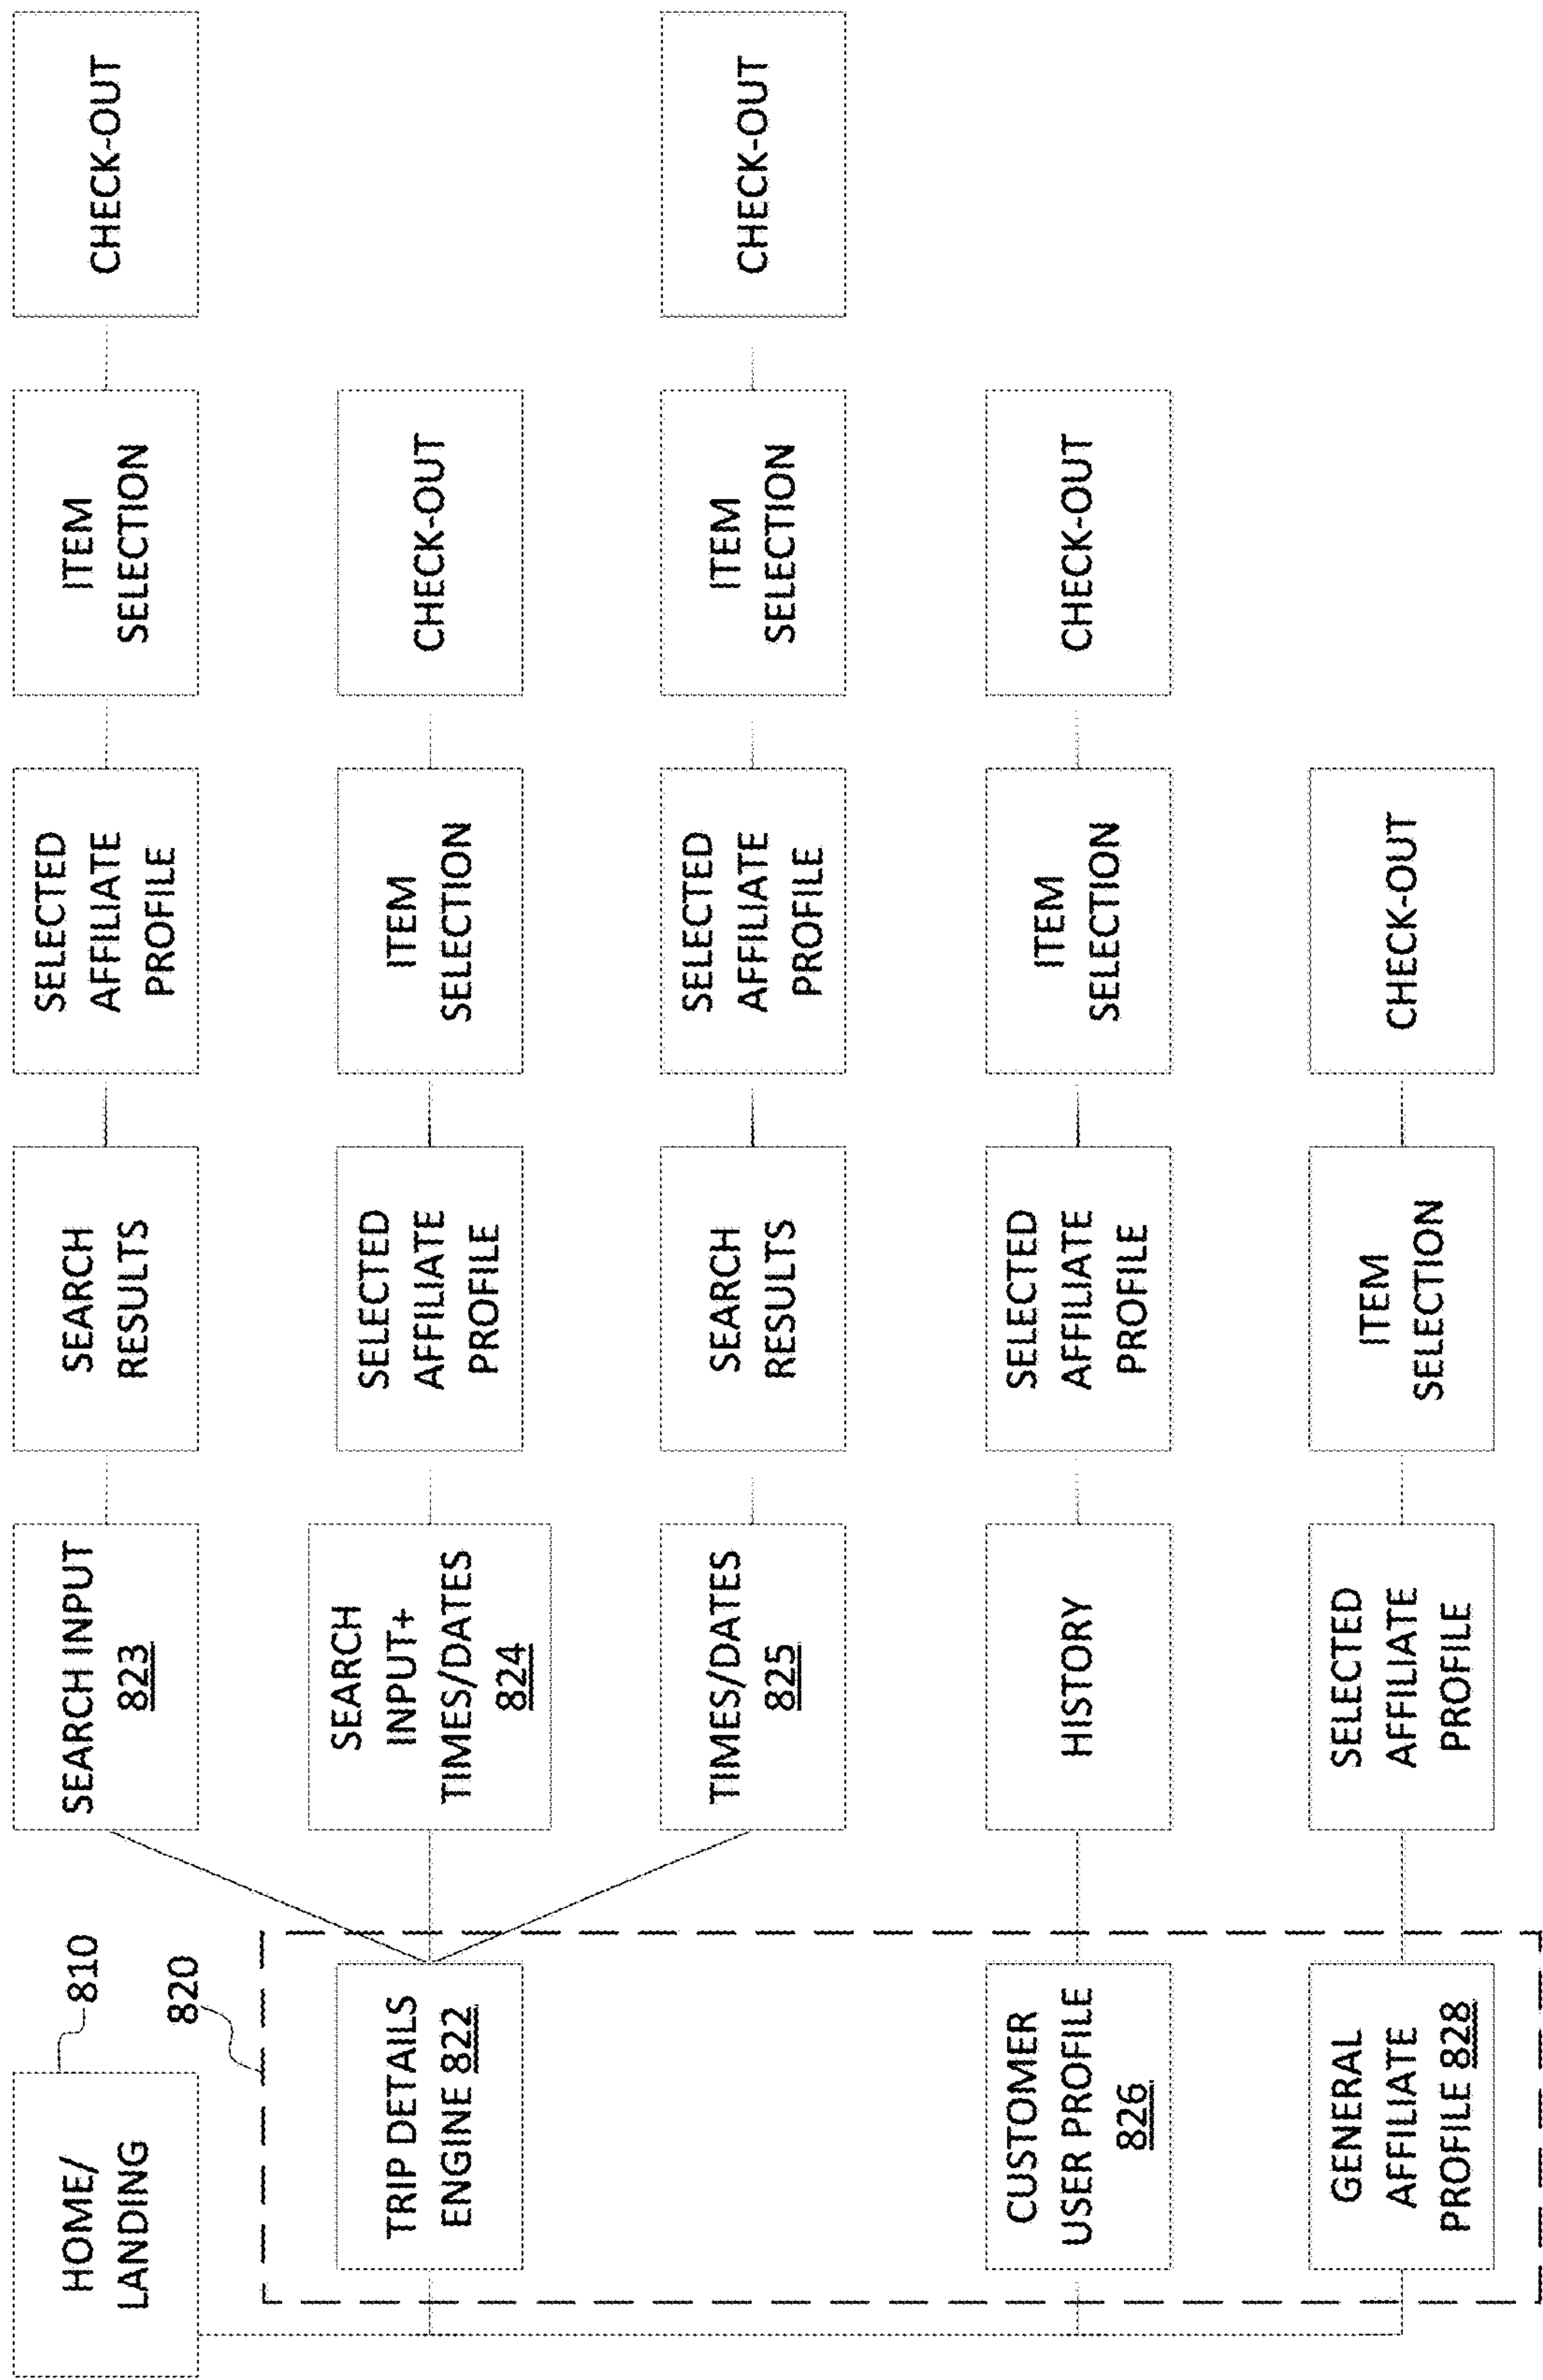 HOME/
LANDING
810
SEARCH INPUT
823
SEARCH
RESULTS
SELECTED
AFFILIATE
PROFILE
ITEM
SELECTION
CHECK-OUT
820
TRIP DETAILS
ENGINE 822
SEARCH
INPUT+
TIMES/DATES
824
SELECTED
AFFILIATE
PROFILE
ITEM
SELECTION
CHECK-OUT
TIMES/DATES
825
SEARCH
RESULTS
SELECTED
AFFILIATE
PROFILE
ITEM
SELECTION
CHECK-OUT
CUSTOMER
USER PROFILE
826
HISTORY
SELECTED
AFFILIATE
PROFILE
ITEM
SELECTION
CHECK-OUT
GENERAL
AFFILIATE
PROFILE 828
SELECTED
AFFILIATE
PROFILE
ITEM
SELECTION
CHECK-OUT